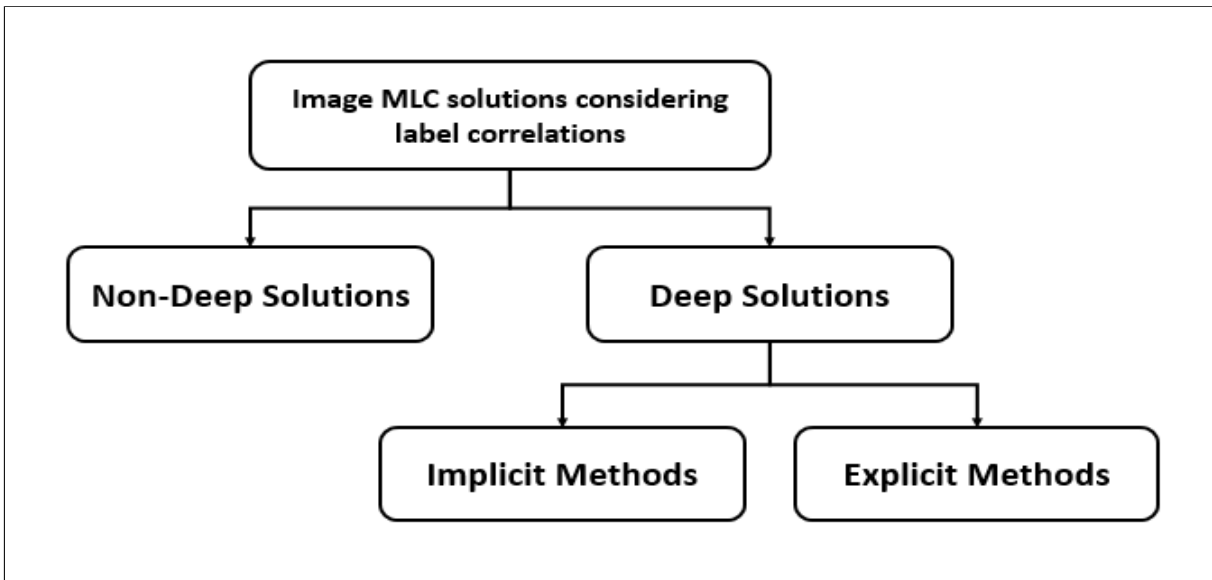 Image MLC solutions considering
label correlations
Non-Deep Solutions
Deep Solutions
Implicit Methods
Explicit Methods